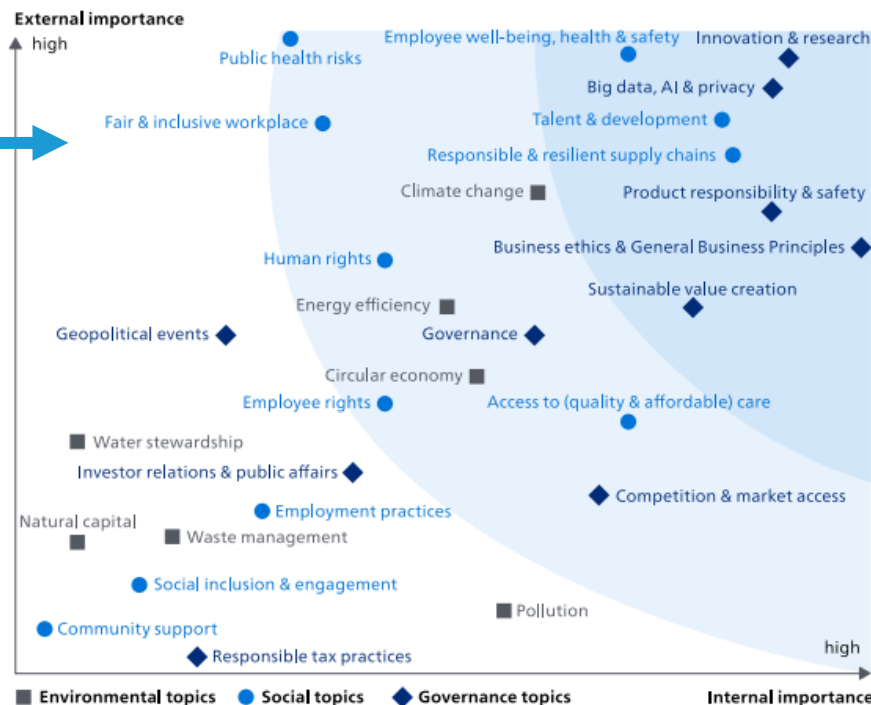 External importance
high
Public health risks
Employee well-being, health & safety
Innovation & research
Big data, AI & privacy
Fair & inclusive workplace
Talent & development
Responsible & resilient supply chains
Climate change
Product responsibility & safety
Business ethics & General Business Principles
Human rights
Sustainable value creation
Energy efficiency
Geopolitical events
Governance
Circular economy
Employee rights
Access to (quality & affordable) care
Water stewardship
Investor relations & public affairs
Competition & market access
Employment practices
Natural capital
Waste management
Social inclusion & engagement
Pollution
Community support
high
Responsible tax practices
Environmental topics
Social topics
Governance topics
Internal importance